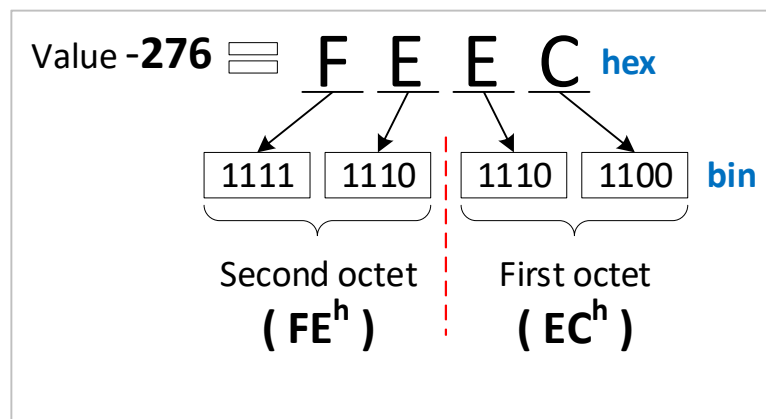 Value -276 = F E E C hex
1111 1110 1110 1100 bin
Second octet First octet
( FE^h ) ( EC^h )